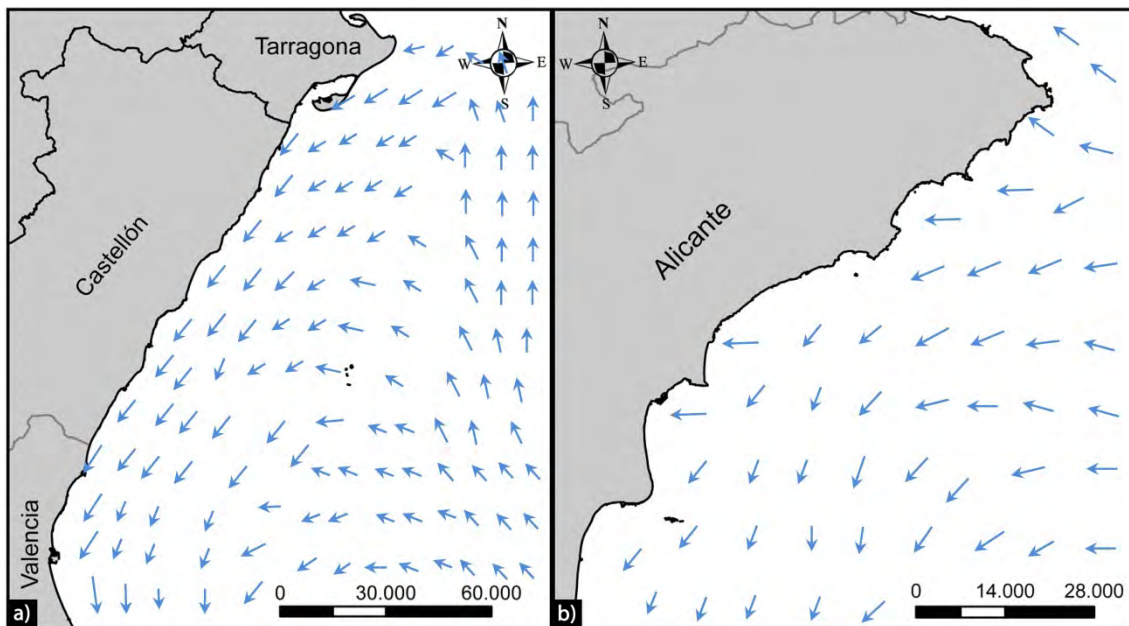 Tarragona
N
W E
S
Castellón
Valencia
0 30.000 60.000
a)
N
W E
S
Alicante
0 14.000 28.000
b)